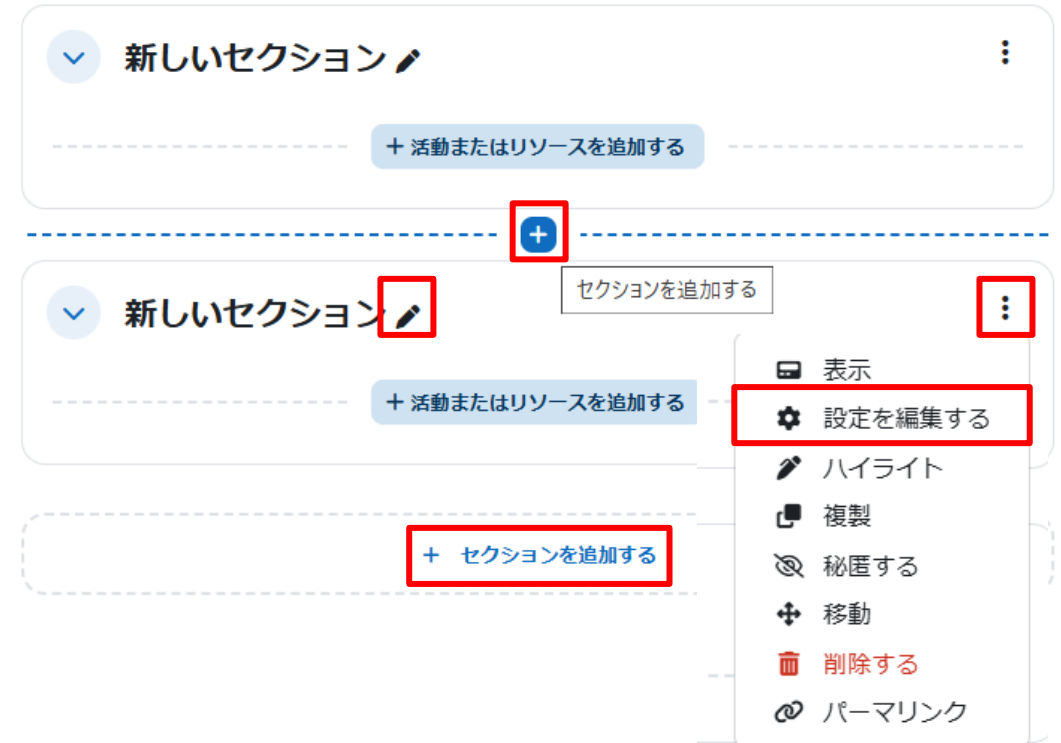 新しいセクション
+ 活動またはリソースを追加する
+
セクションを追加する
新しいセクション
+ 活動またはリソースを追加する
表示
設定を編集する
ハイライト
複製
+ セクションを追加する
秘匿する
移動
削除する
パーマリンク